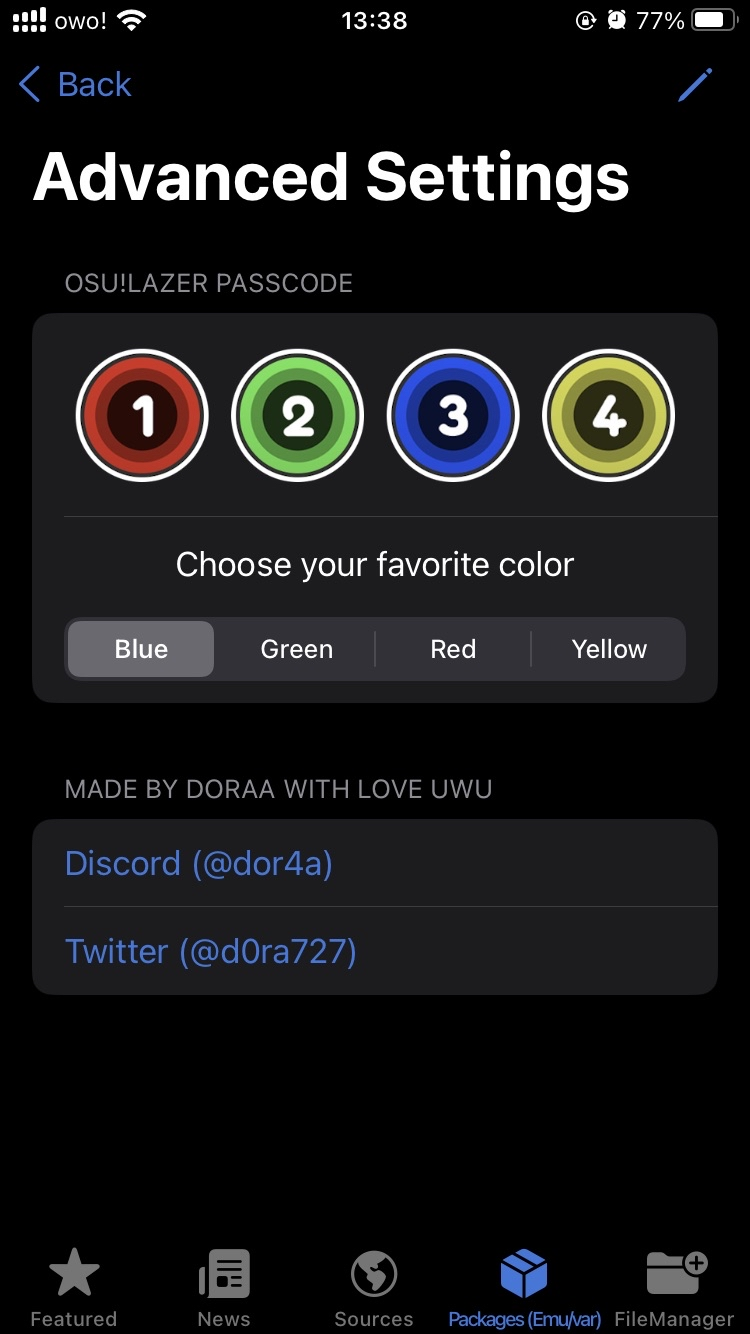 owo! 13:38 77%
Back
Advanced Settings
OSU!LAZER PASSCODE
1 2 3 4
Choose your favorite color
Blue Green Red Yellow
MADE BY DORAA WITH LOVE UWU
Discord (@dor4a)
Twitter (@d0ra727)
Featured News Sources Packages (Emu/var) FileManager